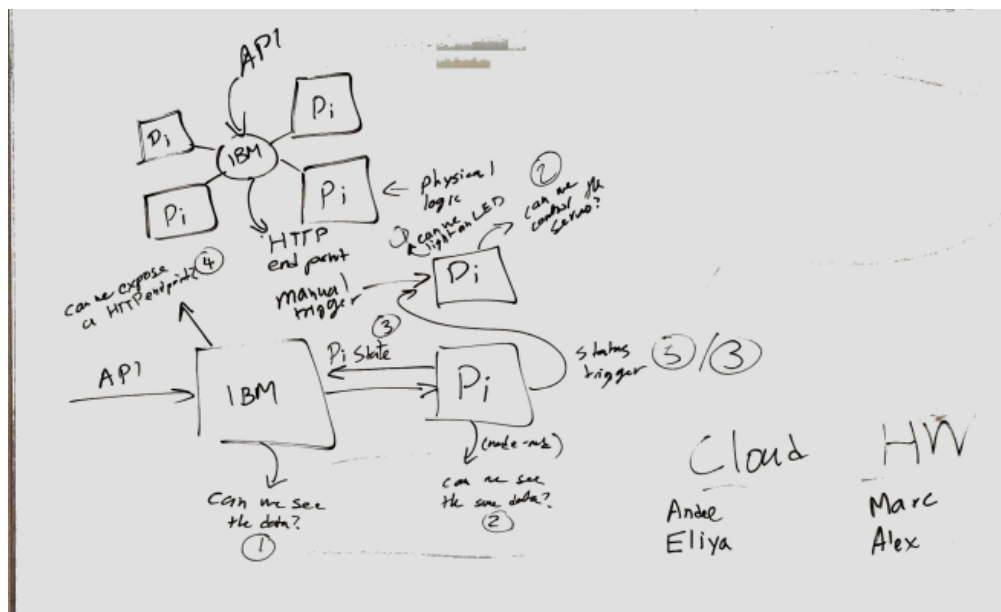 API
Pi
Pi
IBM
Pi
Pi
physical
logic
HTTP
end point
can we expose
a HTTP endpoint?
4
1
can we
light an LED
2
can we
control the
servo?
Pi
manual
trigger
3
Pi state
API
IBM
Pi
status
trigger
5/3
(node-red)
can we see
the data?
1
can we see
the same data?
2
Cloud
HW
Andre
Eliya
Marc
Alex